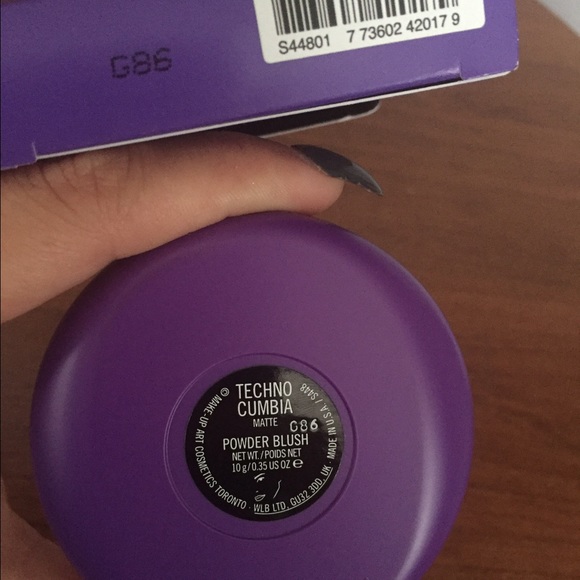 G86
S44801 7 73602 42017 9
TECHNO
CUMBIA
MATTE
G86
POWDER BLUSH
NET WT. / POIDS NET
10 g / 0.35 US OZ ℮
© MAKE-UP ART COSMETICS TORONTO · WLB LTD, GU32 3DD, UK · MADE IN U.S.A. / S448